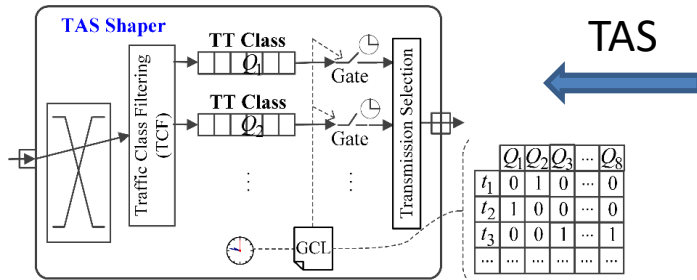 TAS Shaper
TT Class
Q1
Gate
TT Class
Q2
Gate
Traffic Class Filtering
(TCF)
Transmission Selection
GCL
TAS
Q1 Q2 Q3 ... Q8
t1 0 1 0 ... 0
t2 1 0 0 ... 0
t3 0 0 1 ... 1
... ... ... ... ... ...